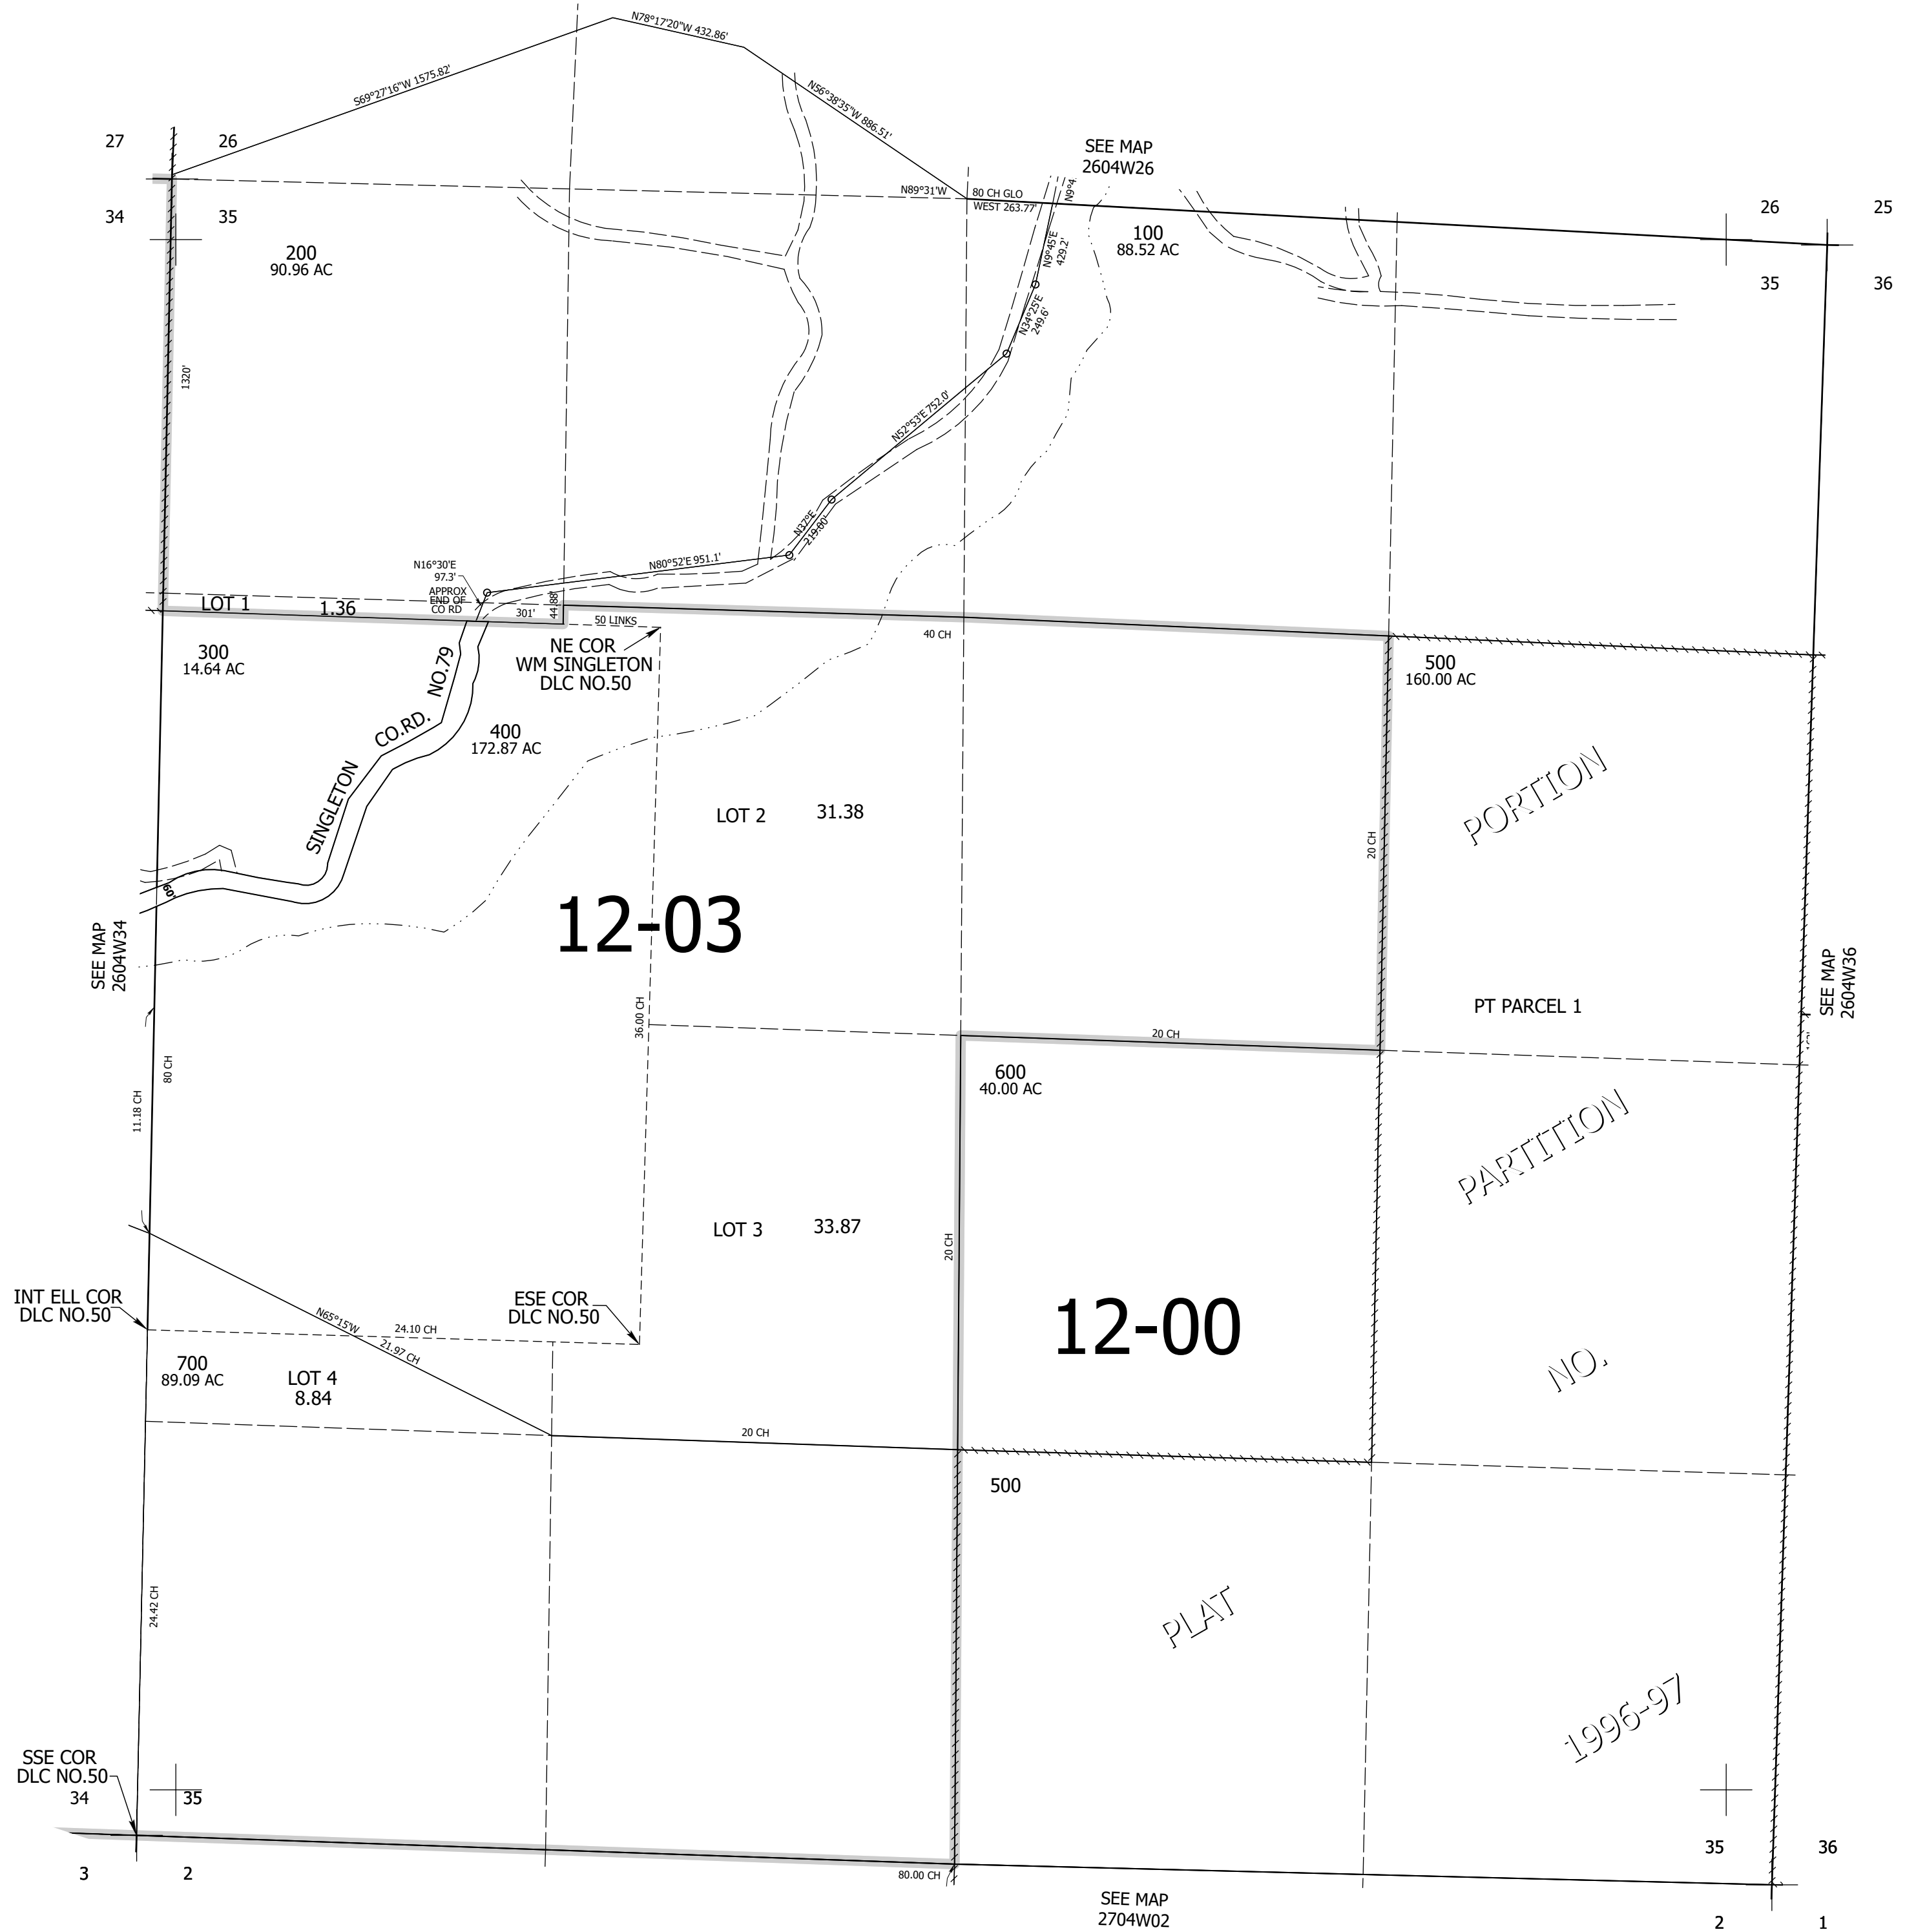 N78°17'20"W 432.86'
S69°27'16"W 1575.82'
N56°38'35"W 886.51'
27
26
SEE MAP
2604W26
N89°31'W
80 CH GLO
WEST 263.77'
N9°4
26
25
34
35
200
90.96 AC
100
88.52 AC
N9°45'E
429.2'
35
36
N34°25'E
249.6'
1320'
N52°53'E 752.0'
N37°E
219.00'
N80°52'E 951.1'
N16°30'E
97.3'
APPROX
END OF
CO RD
LOT 1
1.36
301'
44.88'
50 LINKS
40 CH
NE COR
WM SINGLETON
DLC NO.50
300
14.64 AC
500
160.00 AC
SINGLETON CO.RD. NO.79
400
172.87 AC
PORTION
LOT 2
31.38
20 CH
60'
12-03
SEE MAP
2604W34
SEE MAP
2604W36
PT PARCEL 1
36.00 CH
20 CH
80 CH
11.18 CH
600
40.00 AC
PARTITION
LOT 3
33.87
20 CH
INT ELL COR
DLC NO.50
ESE COR
DLC NO.50
12-00
N65°15'W
21.97 CH
24.10 CH
700
89.09 AC
LOT 4
8.84
NO.
20 CH
500
24.42 CH
PLAT
1996-97
SSE COR
DLC NO.50
34
35
35
36
3
2
80.00 CH
SEE MAP
2704W02
2
1